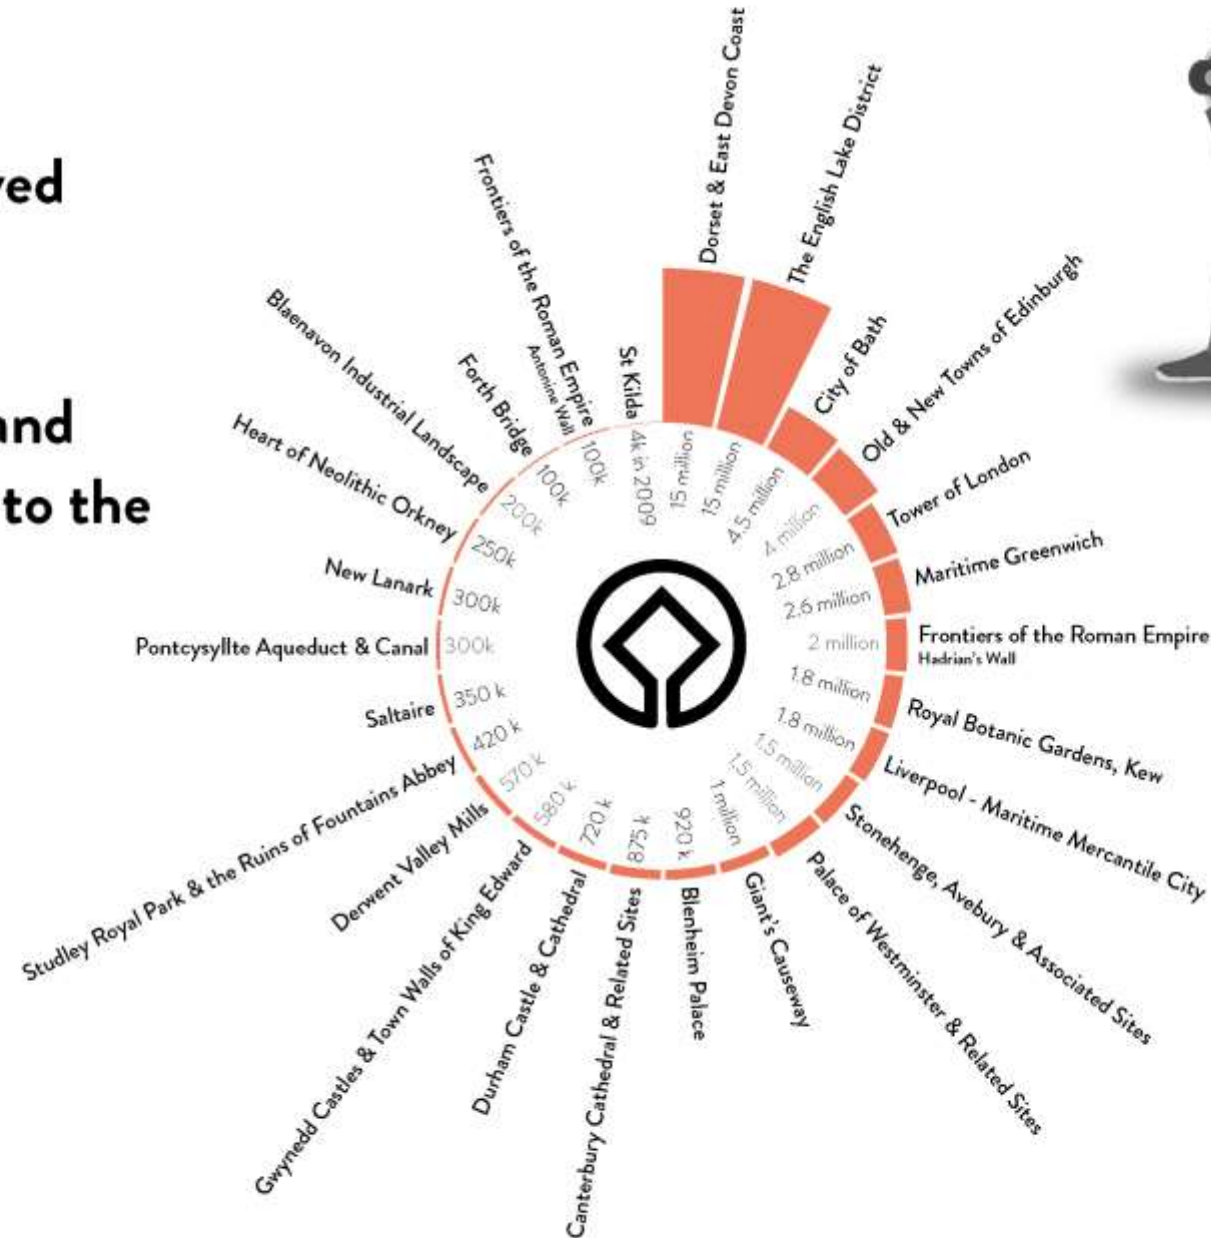 ved
and
to the
Dorset & East Devon Coast
15 million
The English Lake District
15 million
City of Bath
4.5 million
Old & New Towns of Edinburgh
4 million
Tower of London
2.8 million
Maritime Greenwich
2.6 million
Frontiers of the Roman Empire
Hadrian's Wall
2 million
Royal Botanic Gardens, Kew
1.8 million
Liverpool - Maritime Mercantile City
1.8 million
Stonehenge, Avebury & Associated Sites
1.5 million
Palace of Westminster & Related Sites
1.5 million
Giant's Causeway
1 million
Blenheim Palace
920 k
Canterbury Cathedral & Related Sites
875 k
Durham Castle & Cathedral
720 k
Gwynedd Castles & Town Walls of King Edward
580 k
Derwent Valley Mills
570 k
Studley Royal Park & the Ruins of Fountains Abbey
420 k
Saltaire
350 k
Pontcysyllte Aqueduct & Canal
300k
New Lanark
300k
Heart of Neolithic Orkney
250k
Blaenavon Industrial Landscape
200k
Forth Bridge
100k
Frontiers of the Roman Empire
Antonine Wall
100k
St Kilda
4k in 2009